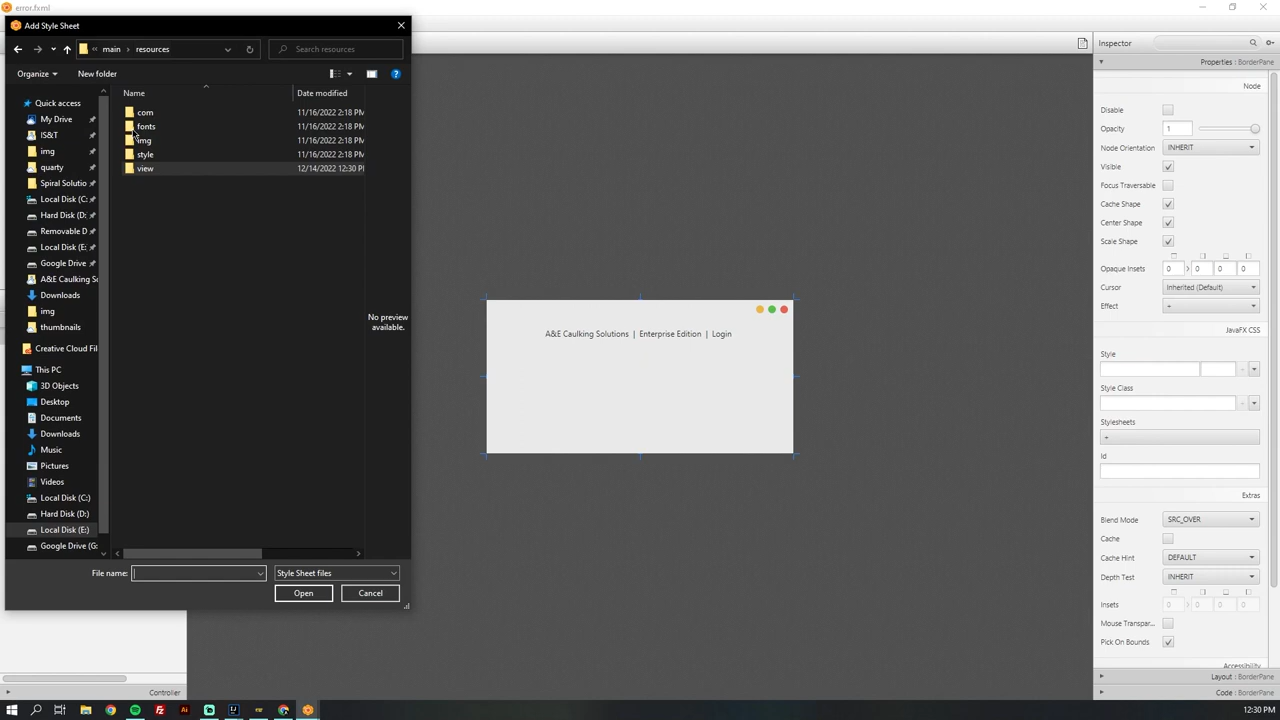 error.fxml
Add Style Sheet
main › resources
Search resources
Organize
New folder
Name
Date modified
Quick access
My Drive
IS&T
img
quarty
Spiral Solutio
Local Disk (C:
Hard Disk (D:
Removable D
Local Disk (E:
Google Drive
A&E Caulking So
Downloads
img
thumbnails
Creative Cloud Fil
This PC
3D Objects
Desktop
Documents
Downloads
Music
Pictures
Videos
Local Disk (C:)
Hard Disk (D:)
Local Disk (E:)
Google Drive (G:
com 11/16/2022 2:18 PM
fonts 11/16/2022 2:18 PM
img 11/16/2022 2:18 PM
style 11/16/2022 2:18 PM
view 12/14/2022 12:30 P
No preview
available.
File name:
Style Sheet files
Open
Cancel
A&E Caulking Solutions | Enterprise Edition | Login
Inspector
Properties : BorderPane
Node
Disable
Opacity 1
Node Orientation INHERIT
Visible
Focus Traversable
Cache Shape
Center Shape
Scale Shape
Opaque Insets 0 0 0 0
Cursor Inherited (Default)
Effect +
JavaFX CSS
Style
Style Class
Stylesheets
+
Id
Extras
Blend Mode SRC_OVER
Cache
Cache Hint DEFAULT
Depth Test INHERIT
Insets 0 0 0 0
Mouse Transpar...
Pick On Bounds
Accessibility
Layout : BorderPane
Code : BorderPane
Controller
12:30 PM